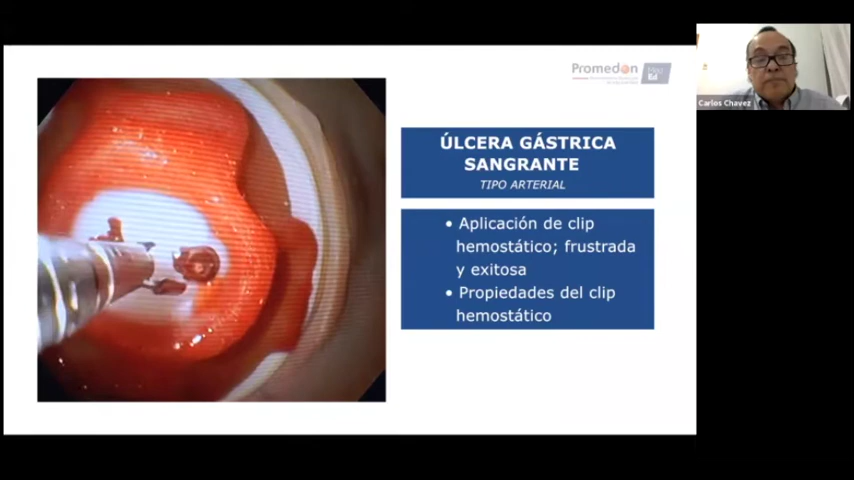 Promedon
Med
Ed
Carlos Chavez
ÚLCERA GÁSTRICA
SANGRANTE
TIPO ARTERIAL
• Aplicación de clip
hemostático; frustrada
y exitosa
• Propiedades del clip
hemostático